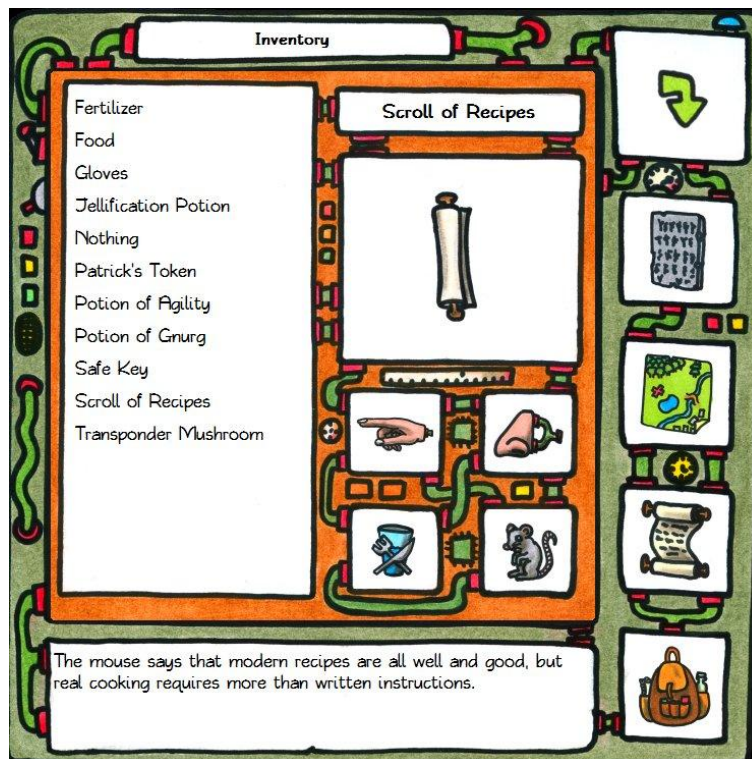 Inventory
Fertilizer
Food
Gloves
Jellification Potion
Nothing
Patrick's Token
Potion of Agility
Potion of Gnurg
Safe Key
Scroll of Recipes
Transponder Mushroom
Scroll of Recipes
The mouse says that modern recipes are all well and good, but
real cooking requires more than written instructions.